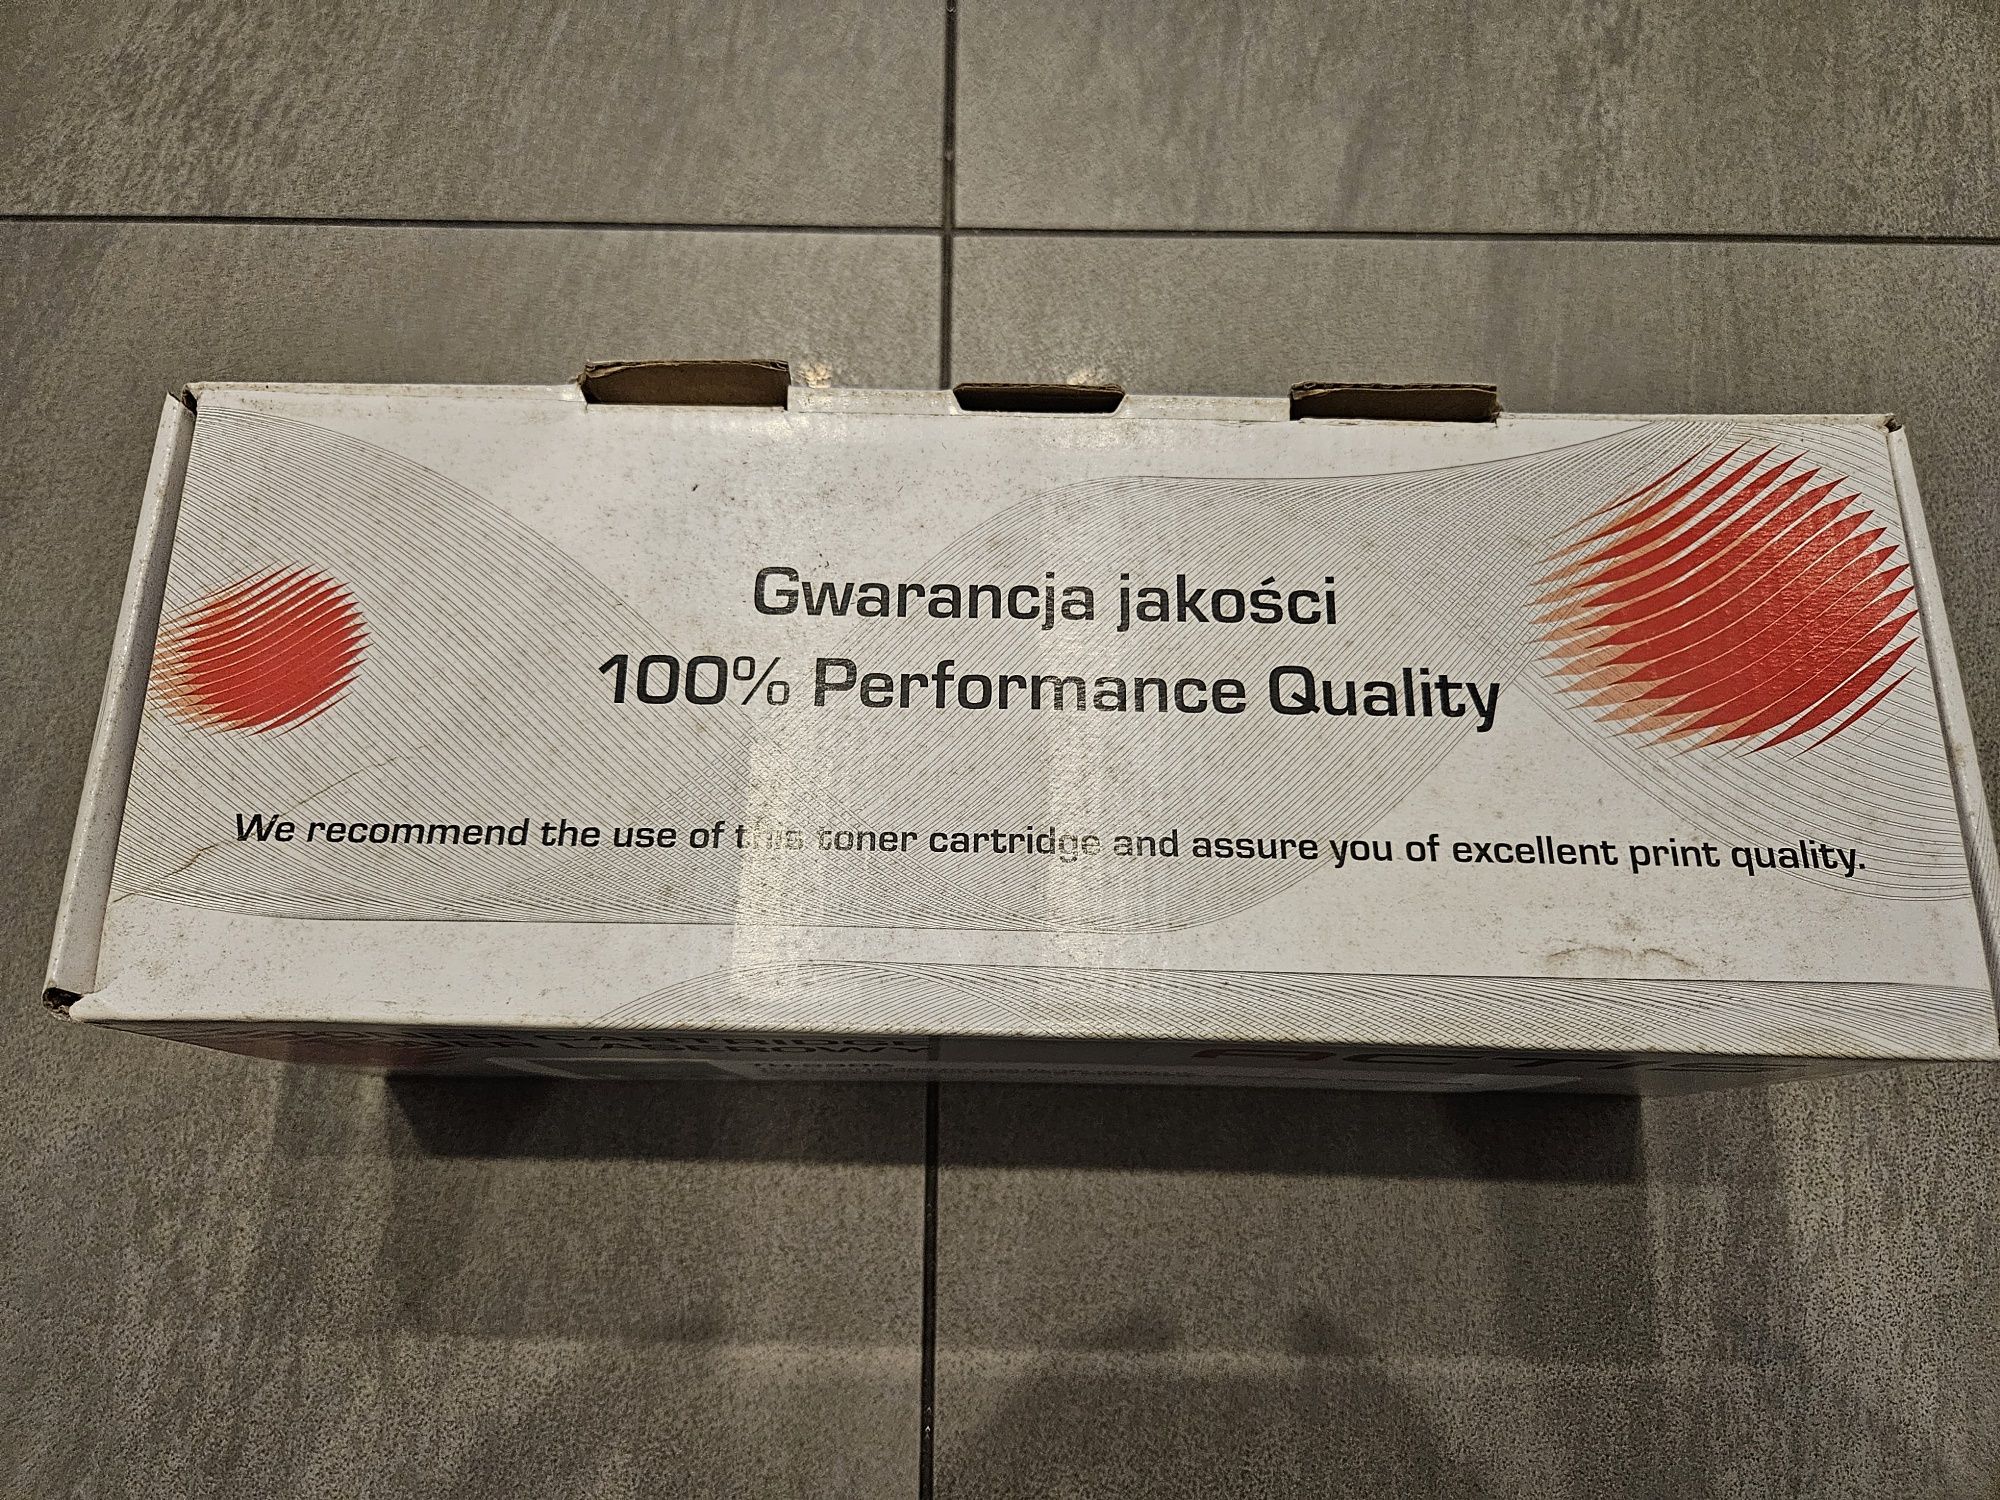 Gwarancja jakości
100% Performance Quality
We recommend the use of this toner cartridge and assure you of excellent print quality.